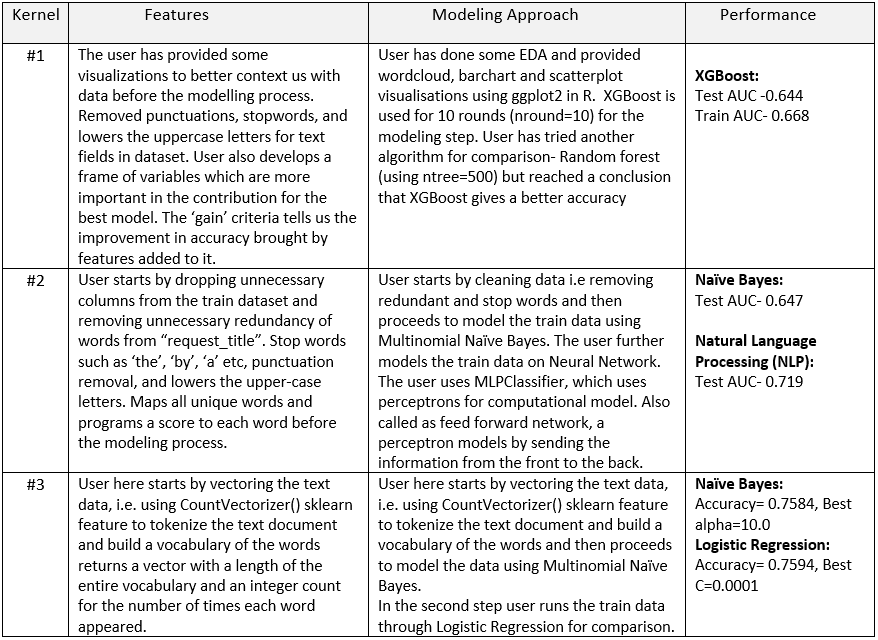 Kernel
Features
Modeling Approach
Performance
#1
The user has provided some
visualizations to better context us with
data before the modelling process.
Removed punctuations, stopwords, and
lowers the uppercase letters for text
fields in dataset. User also develops a
frame of variables which are more
important in the contribution for the
best model. The ‘gain’ criteria tells us the
improvement in accuracy brought by
features added to it.
User has done some EDA and provided
wordcloud, barchart and scatterplot
visualisations using ggplot2 in R.  XGBoost is
used for 10 rounds (nround=10) for the
modeling step. User has tried another
algorithm for comparison- Random forest
(using ntree=500) but reached a conclusion
that XGBoost gives a better accuracy
XGBoost:
Test AUC -0.644
Train AUC- 0.668
#2
User starts by dropping unnecessary
columns from the train dataset and
removing unnecessary redundancy of
words from “request_title”. Stop words
such as ‘the’, ‘by’, ‘a’ etc, punctuation
removal, and lowers the upper-case
letters. Maps all unique words and
programs a score to each word before
the modeling process.
User starts by cleaning data i.e removing
redundant and stop words and then
proceeds to model the train data using
Multinomial Naïve Bayes. The user further
models the train data on Neural Network.
The user uses MLPClassifier, which uses
perceptrons for computational model. Also
called as feed forward network, a
perceptron models by sending the
information from the front to the back.
Naïve Bayes:
Test AUC- 0.647
Natural Language
Processing (NLP):
Test AUC- 0.719
#3
User here starts by vectoring the text
data, i.e. using CountVectorizer() sklearn
feature to tokenize the text document
and build a vocabulary of the words
returns a vector with a length of the
entire vocabulary and an integer count
for the number of times each word
appeared.
User here starts by vectoring the text data,
i.e. using CountVectorizer() sklearn feature
to tokenize the text document and build a
vocabulary of the words and then proceeds
to model the data using Multinomial Naïve
Bayes.
In the second step user runs the train data
through Logistic Regression for comparison.
Naïve Bayes:
Accuracy= 0.7584, Best
alpha=10.0
Logistic Regression:
Accuracy= 0.7594, Best
C=0.0001